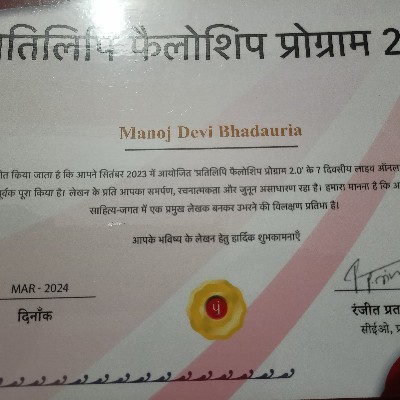 प्रतिलिपि फैलोशिप प्रोग्राम 2
Manoj Devi Bhadauria
किया जाता है कि आपने सितंबर 2023 में आयोजित 'प्रतिलिपि फैलोशिप प्रोग्राम 2.0' के 7 दिवसीय लाइव
पूरा किया है। लेखन के प्रति आपका समर्पण, रचनात्मकता और जुनून असाधारण रहा है। हमारा मानना है कि
साहित्य-जगत में एक प्रमुख लेखक बनकर उभरने की विलक्षण प्रतिभा है।
आपके भविष्य के लेखन हेतु हार्दिक शुभकामनाएँ
MAR - 2024
दिनाँक
रंजीत
सीईओ,